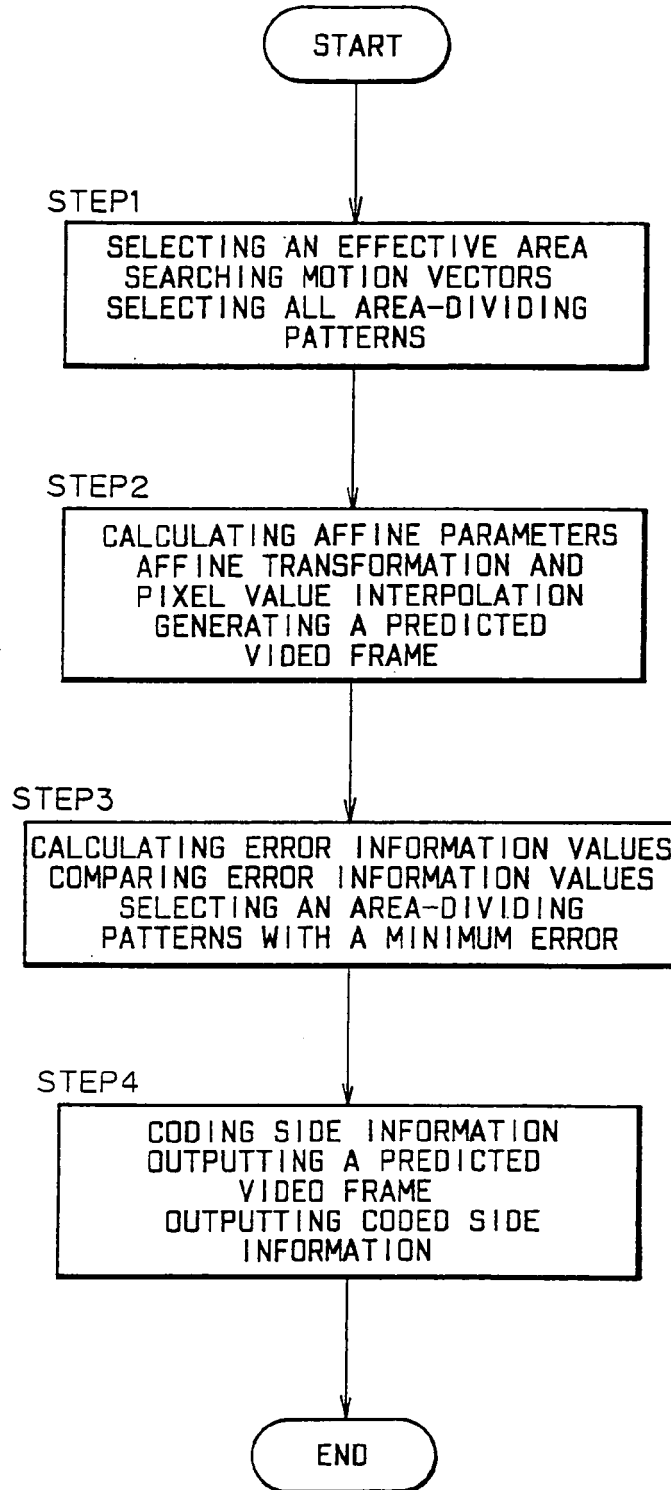 START
STEP1
SELECTING AN EFFECTIVE AREA
SEARCHING MOTION VECTORS
SELECTING ALL AREA-DIVIDING
PATTERNS
STEP2
CALCULATING AFFINE PARAMETERS
AFFINE TRANSFORMATION AND
PIXEL VALUE INTERPOLATION
GENERATING A PREDICTED
VIDEO FRAME
STEP3
CALCULATING ERROR INFORMATION VALUES
COMPARING ERROR INFORMATION VALUES
SELECTING AN AREA-DIVIDING
PATTERNS WITH A MINIMUM ERROR
STEP4
CODING SIDE INFORMATION
OUTPUTTING A PREDICTED
VIDEO FRAME
OUTPUTTING CODED SIDE
INFORMATION
END